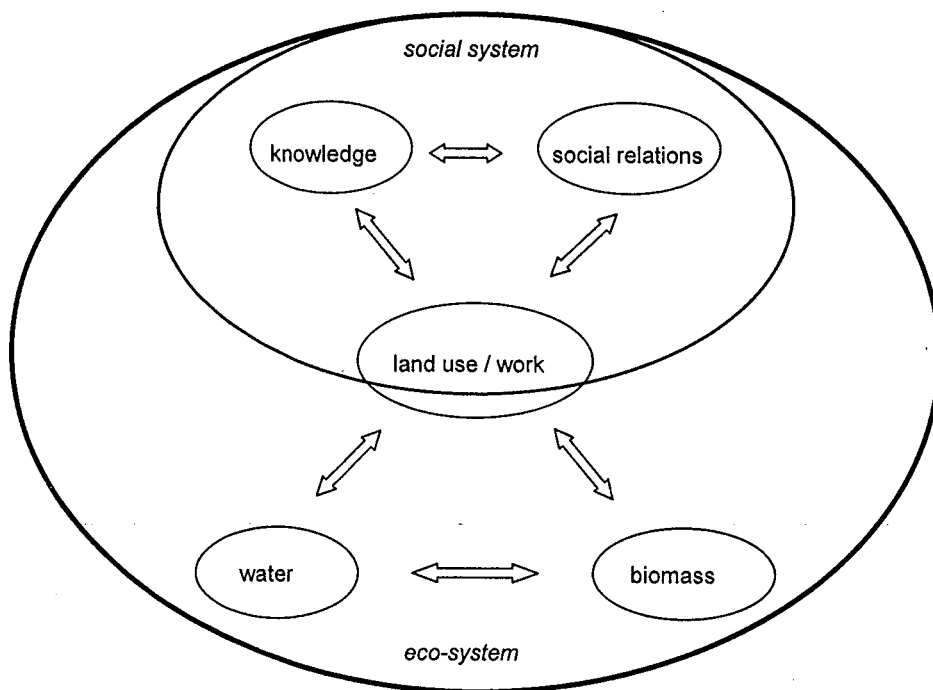 social system
knowledge
social relations
land use / work
water
biomass
eco-system